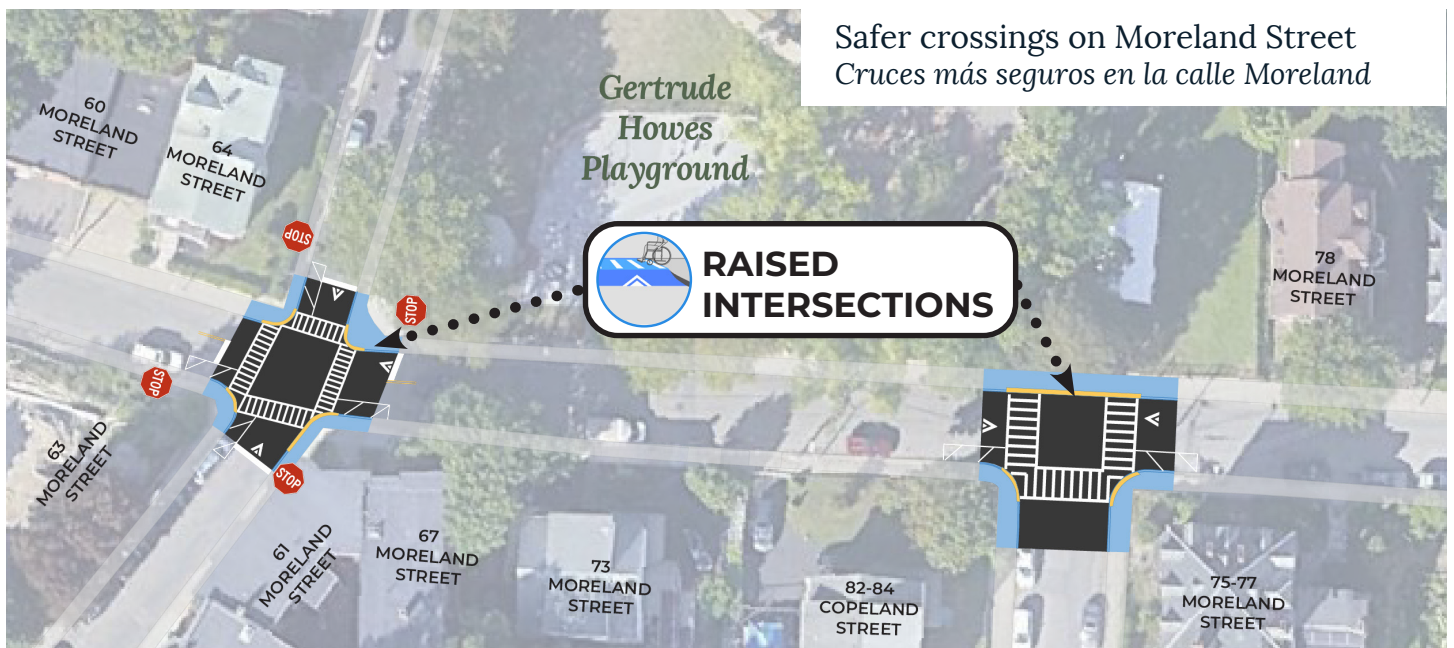 Safer crossings on Moreland Street
Cruces más seguros en la calle Moreland
Gertrude
Howes
Playground
60
MORELAND
STREET
64
MORELAND
STREET
STOP
STOP
RAISED
INTERSECTIONS
78
MORELAND
STREET
STOP
63
MORELAND
STREET
STOP
61
MORELAND
STREET
67
MORELAND
STREET
73
MORELAND
STREET
82-84
COPELAND
STREET
75-77
MORELAND
STREET